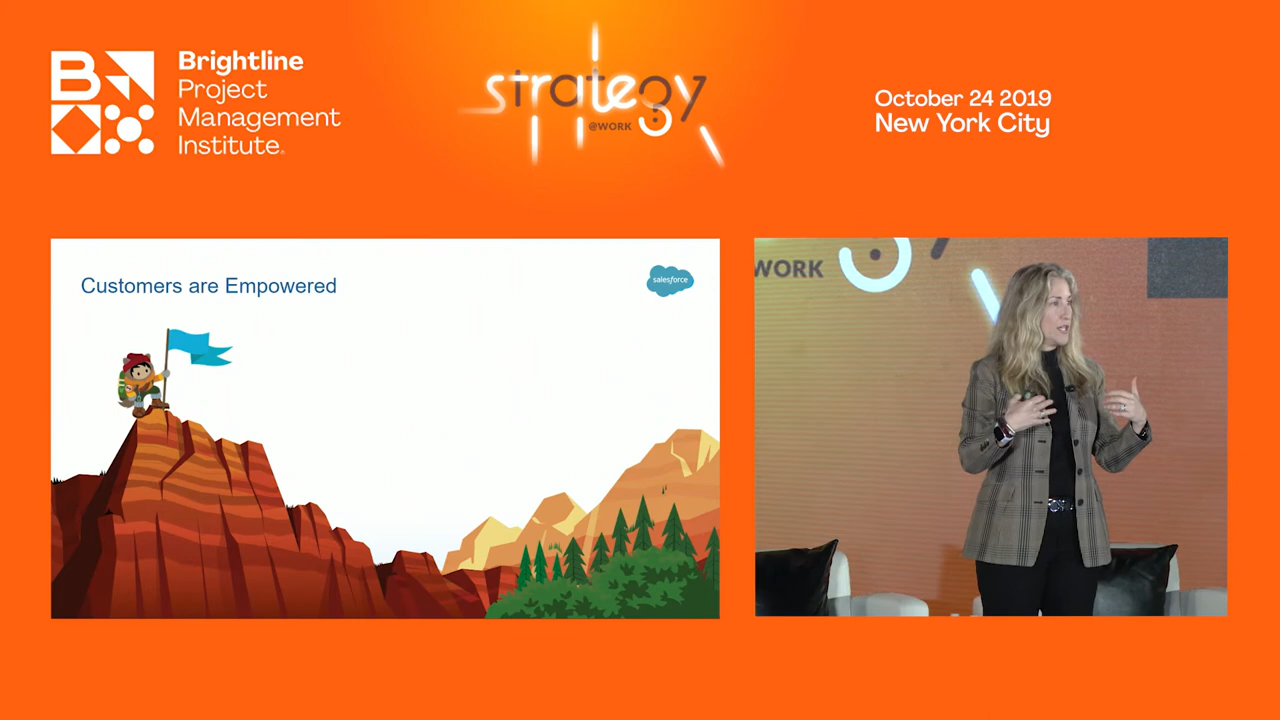 Brightline
Project
Management
Institute.
strategy
@WORK
October 24 2019
New York City
Customers are Empowered
salesforce
WORK